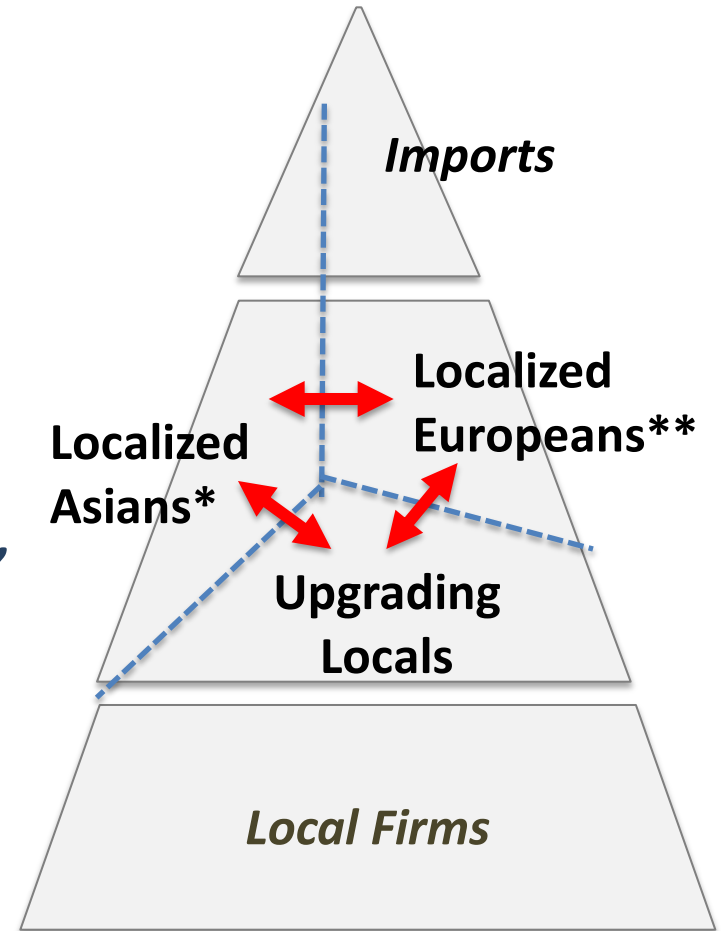 Imports
Localized
Europeans**
Localized
Asians*
Upgrading
Locals
Local Firms